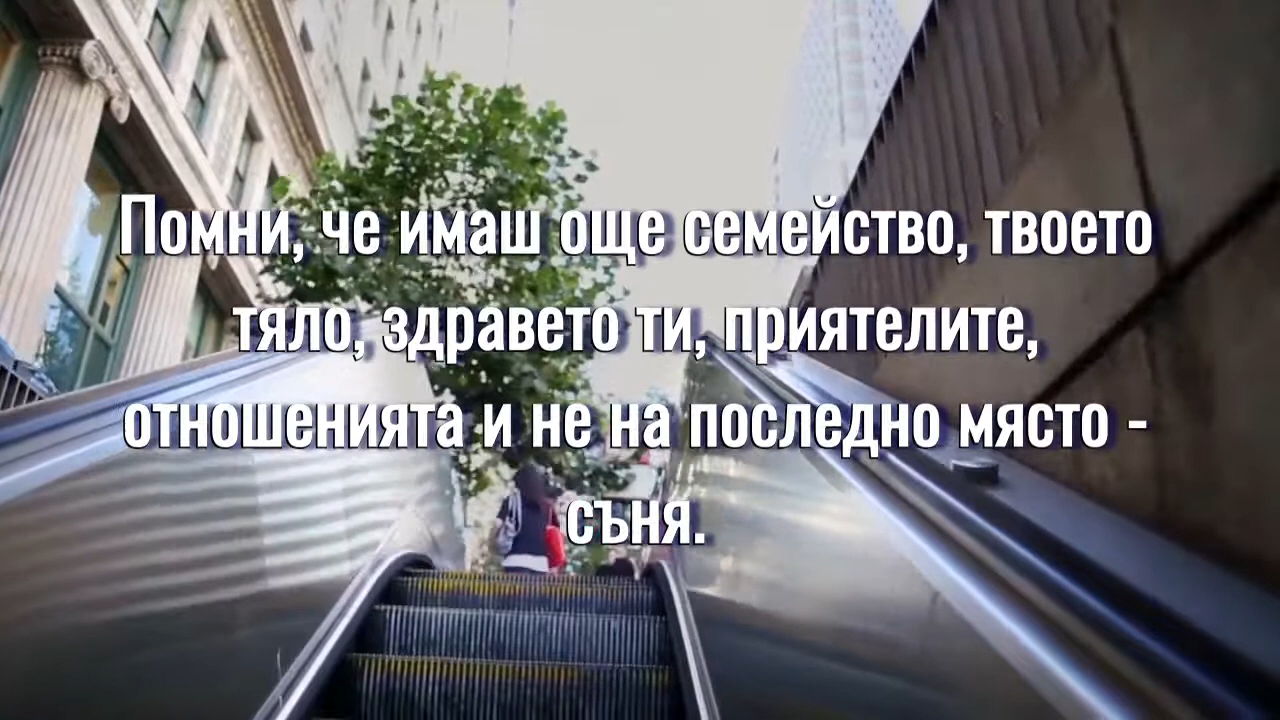 Помни, че имаш още семейство, твоето
тяло, здравето ти, приятелите,
отношенията и не на последно място -
съня.